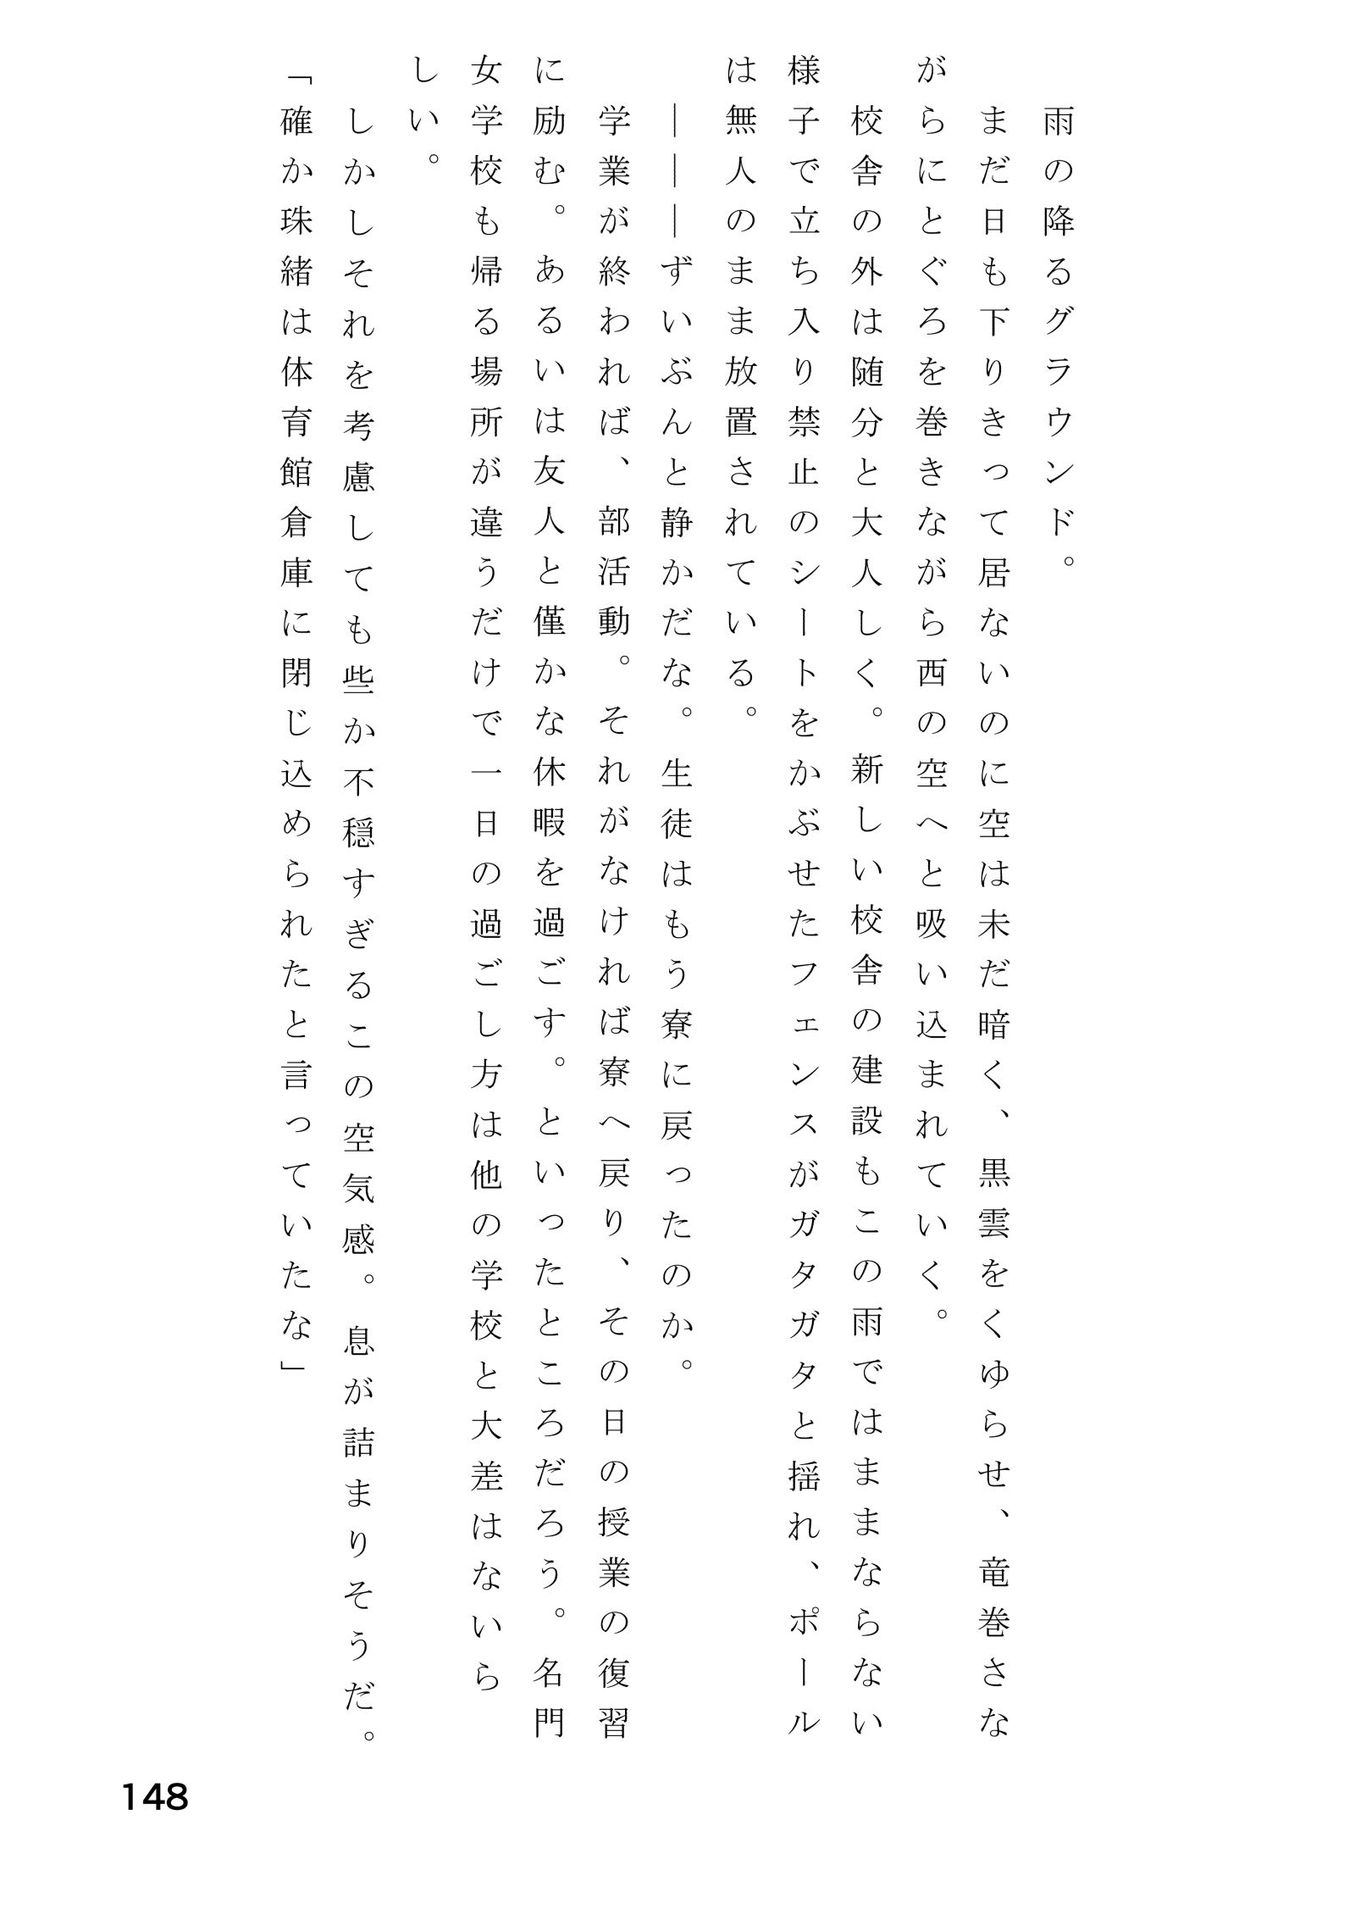 雨の降るグラウンド。
　まだ日も下りきって居ないのに空は未だ暗く、黒雲をくゆらせ、竜巻さな
がらにとぐろを巻きながら西の空へと吸い込まれていく。
　校舎の外は随分と大人しく。新しい校舎の建設もこの雨ではままならない
様子で立ち入り禁止のシートをかぶせたフェンスがガタガタと揺れ、ポール
は無人のまま放置されている。
　―――ずいぶんと静かだな。生徒はもう寮に戻ったのか。
　学業が終われば、部活動。それがなければ寮へ戻り、その日の授業の復習
に励む。あるいは友人と僅かな休暇を過ごす。といったところだろう。名門
女学校も帰る場所が違うだけで一日の過ごし方は他の学校と大差はないら
しい。
　しかしそれを考慮しても些か不穏すぎるこの空気感。息が詰まりそうだ。
「確か珠緒は体育館倉庫に閉じ込められたと言っていたな」
148